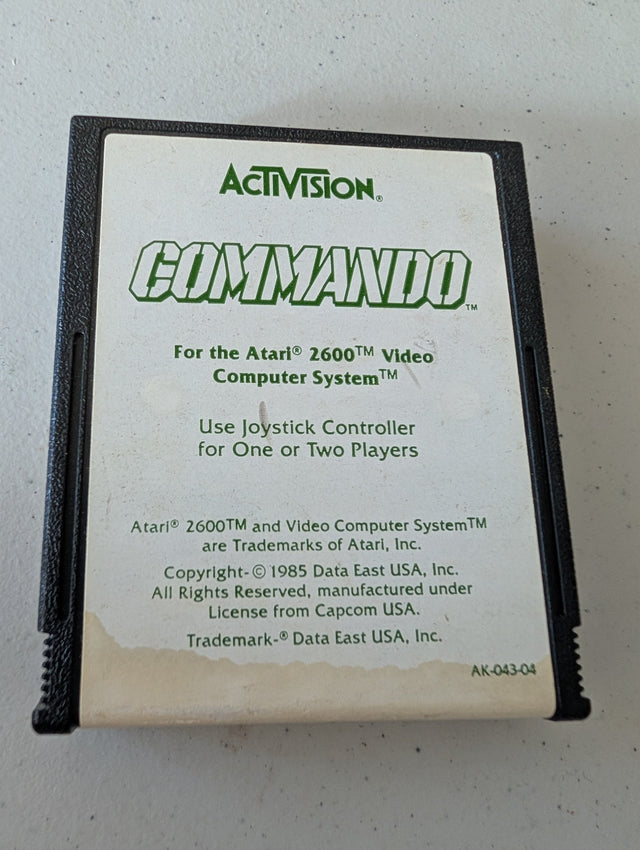 ACTIVISION®
COMMANDO™
For the Atari® 2600™ Video
Computer System™
Use Joystick Controller
for One or Two Players
Atari® 2600™ and Video Computer System™
are Trademarks of Atari, Inc.
Copyright-© 1985 Data East USA, Inc.
All Rights Reserved, manufactured under
License from Capcom USA.
Trademark-® Data East USA, Inc.
AK-043-04